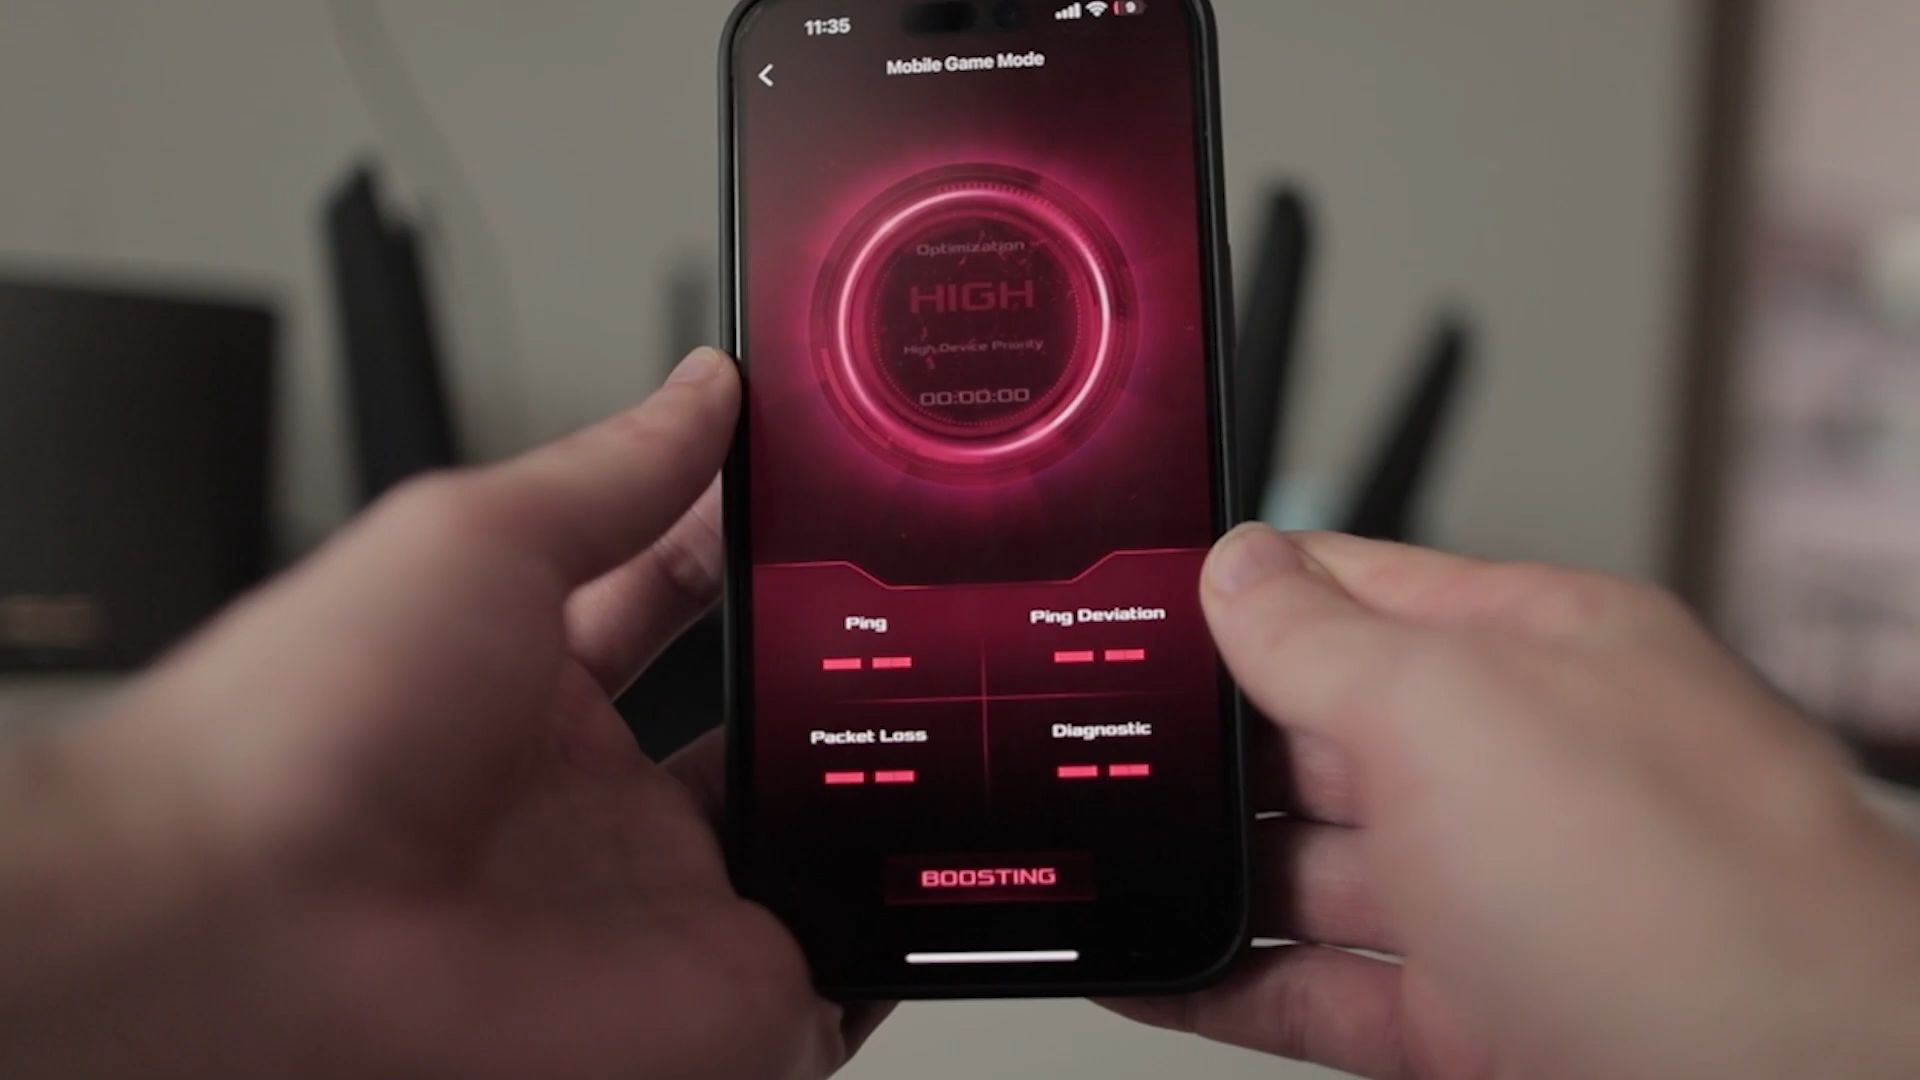 11:35
9
Mobile Game Mode
Optimization
HIGH
High Device Priority
00:00:00
Ping
Ping Deviation
Packet Loss
Diagnostic
BOOSTING